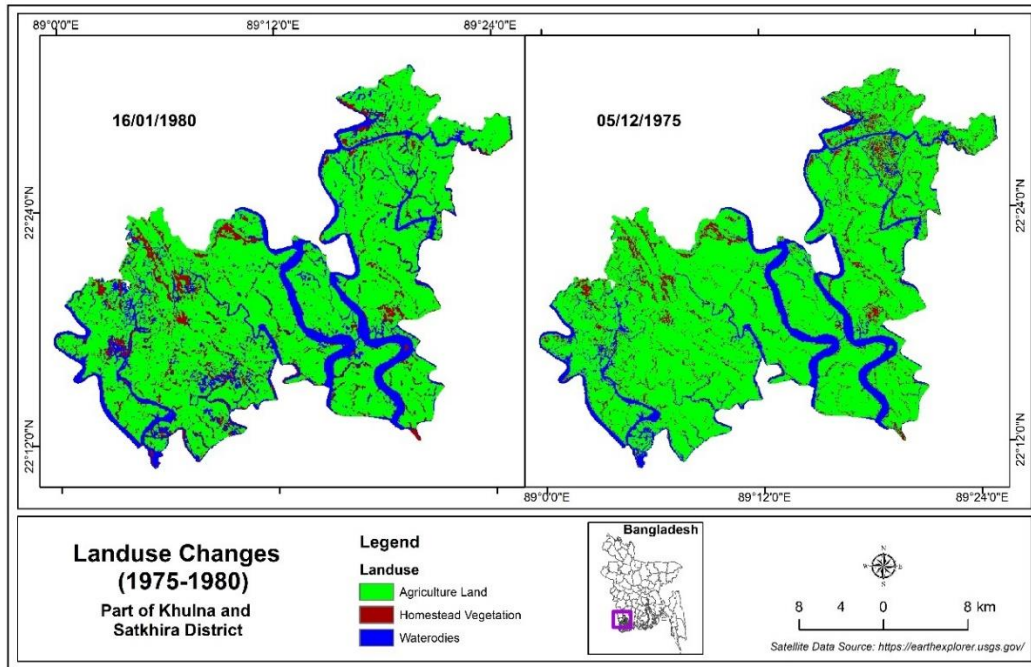 89°0'0"E
89°12'0"E
89°24'0"E
16/01/1980
05/12/1975
22°24'0"N
22°24'0"N
22°12'0"N
22°12'0"N
89°0'0"E
89°12'0"E
89°24'0"E
Landuse Changes
(1975-1980)
Part of Khulna and
Satkhira District
Legend
Landuse
Agriculture Land
Homestead Vegetation
Waterodies
Bangladesh
N
W
E
S
8 4 0 8 km
Satellite Data Source: https://earthexplorer.usgs.gov/